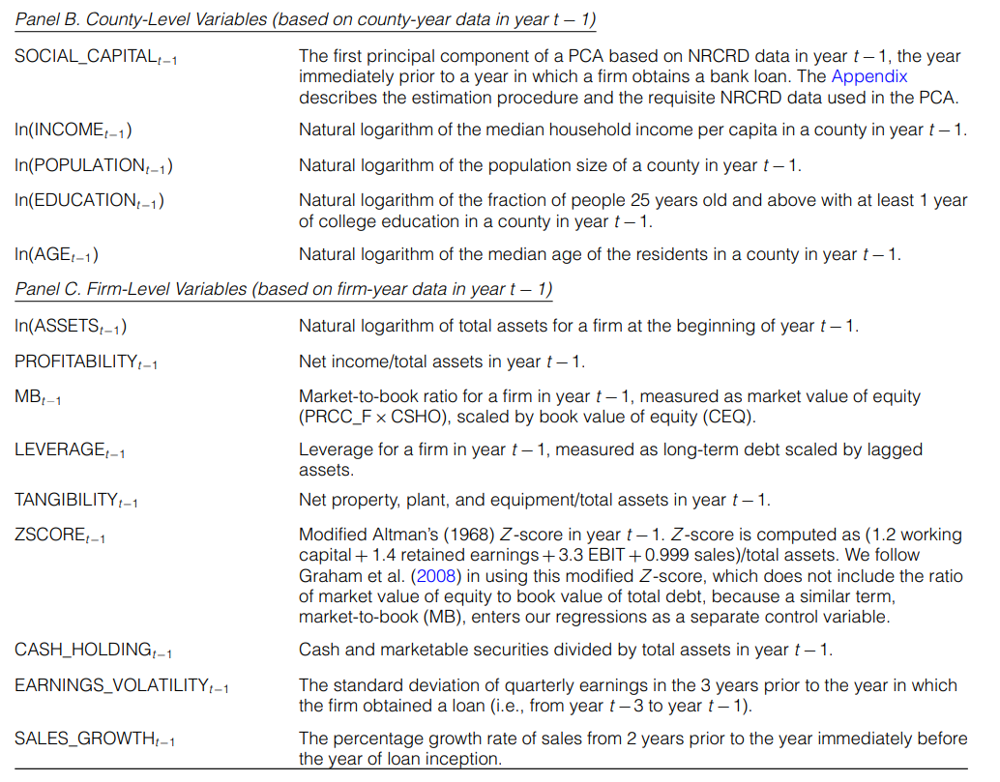 Panel B. County-Level Variables (based on county-year data in year t − 1)
SOCIAL_CAPITALt−1 The first principal component of a PCA based on NRCRD data in year t − 1, the year
immediately prior to a year in which a firm obtains a bank loan. The Appendix
describes the estimation procedure and the requisite NRCRD data used in the PCA.
ln(INCOMEt−1) Natural logarithm of the median household income per capita in a county in year t − 1.
ln(POPULATIONt−1) Natural logarithm of the population size of a county in year t − 1.
ln(EDUCATIONt−1) Natural logarithm of the fraction of people 25 years old and above with at least 1 year
of college education in a county in year t − 1.
ln(AGEt−1) Natural logarithm of the median age of the residents in a county in year t − 1.
Panel C. Firm-Level Variables (based on firm-year data in year t − 1)
ln(ASSETSt−1) Natural logarithm of total assets for a firm at the beginning of year t − 1.
PROFITABILITYt−1 Net income/total assets in year t − 1.
MBt−1 Market-to-book ratio for a firm in year t − 1, measured as market value of equity
(PRCC_F × CSHO), scaled by book value of equity (CEQ).
LEVERAGEt−1 Leverage for a firm in year t − 1, measured as long-term debt scaled by lagged
assets.
TANGIBILITYt−1 Net property, plant, and equipment/total assets in year t − 1.
ZSCOREt−1 Modified Altman's (1968) Z-score in year t − 1. Z-score is computed as (1.2 working
capital + 1.4 retained earnings + 3.3 EBIT + 0.999 sales)/total assets. We follow
Graham et al. (2008) in using this modified Z-score, which does not include the ratio
of market value of equity to book value of total debt, because a similar term,
market-to-book (MB), enters our regressions as a separate control variable.
CASH_HOLDINGt−1 Cash and marketable securities divided by total assets in year t − 1.
EARNINGS_VOLATILITYt−1 The standard deviation of quarterly earnings in the 3 years prior to the year in which
the firm obtained a loan (i.e., from year t − 3 to year t − 1).
SALES_GROWTHt−1 The percentage growth rate of sales from 2 years prior to the year immediately before
the year of loan inception.